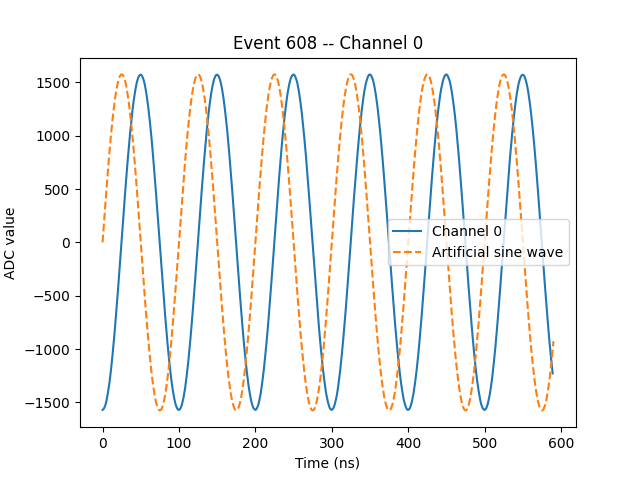 Event 608 -- Channel 0
ADC value
1500
1000
500
0
−500
−1000
−1500
Channel 0
Artificial sine wave
0 100 200 300 400 500 600
Time (ns)